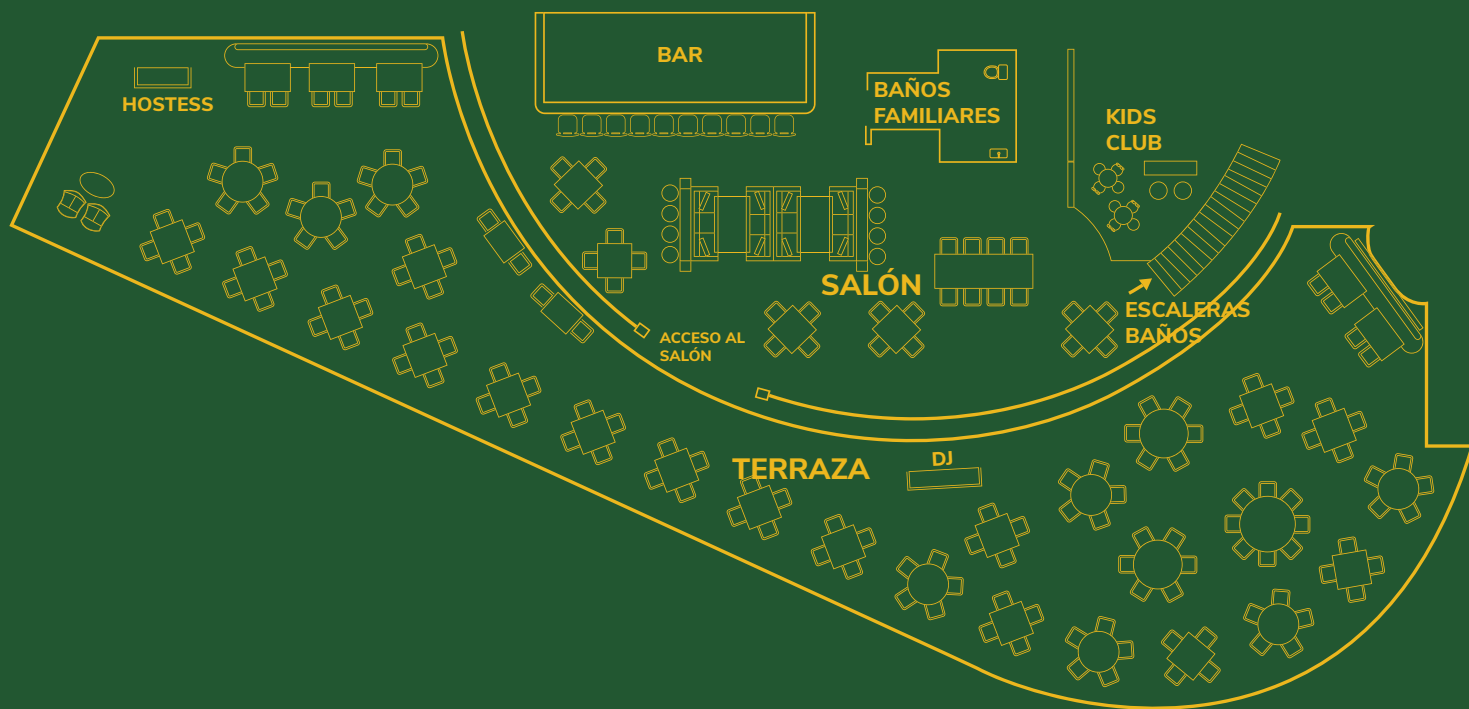 BAR
HOSTESS
BAÑOS
FAMILIARES
KIDS
CLUB
SALÓN
ESCALERAS
BAÑOS
ACCESO AL
SALÓN
TERRAZA
DJ